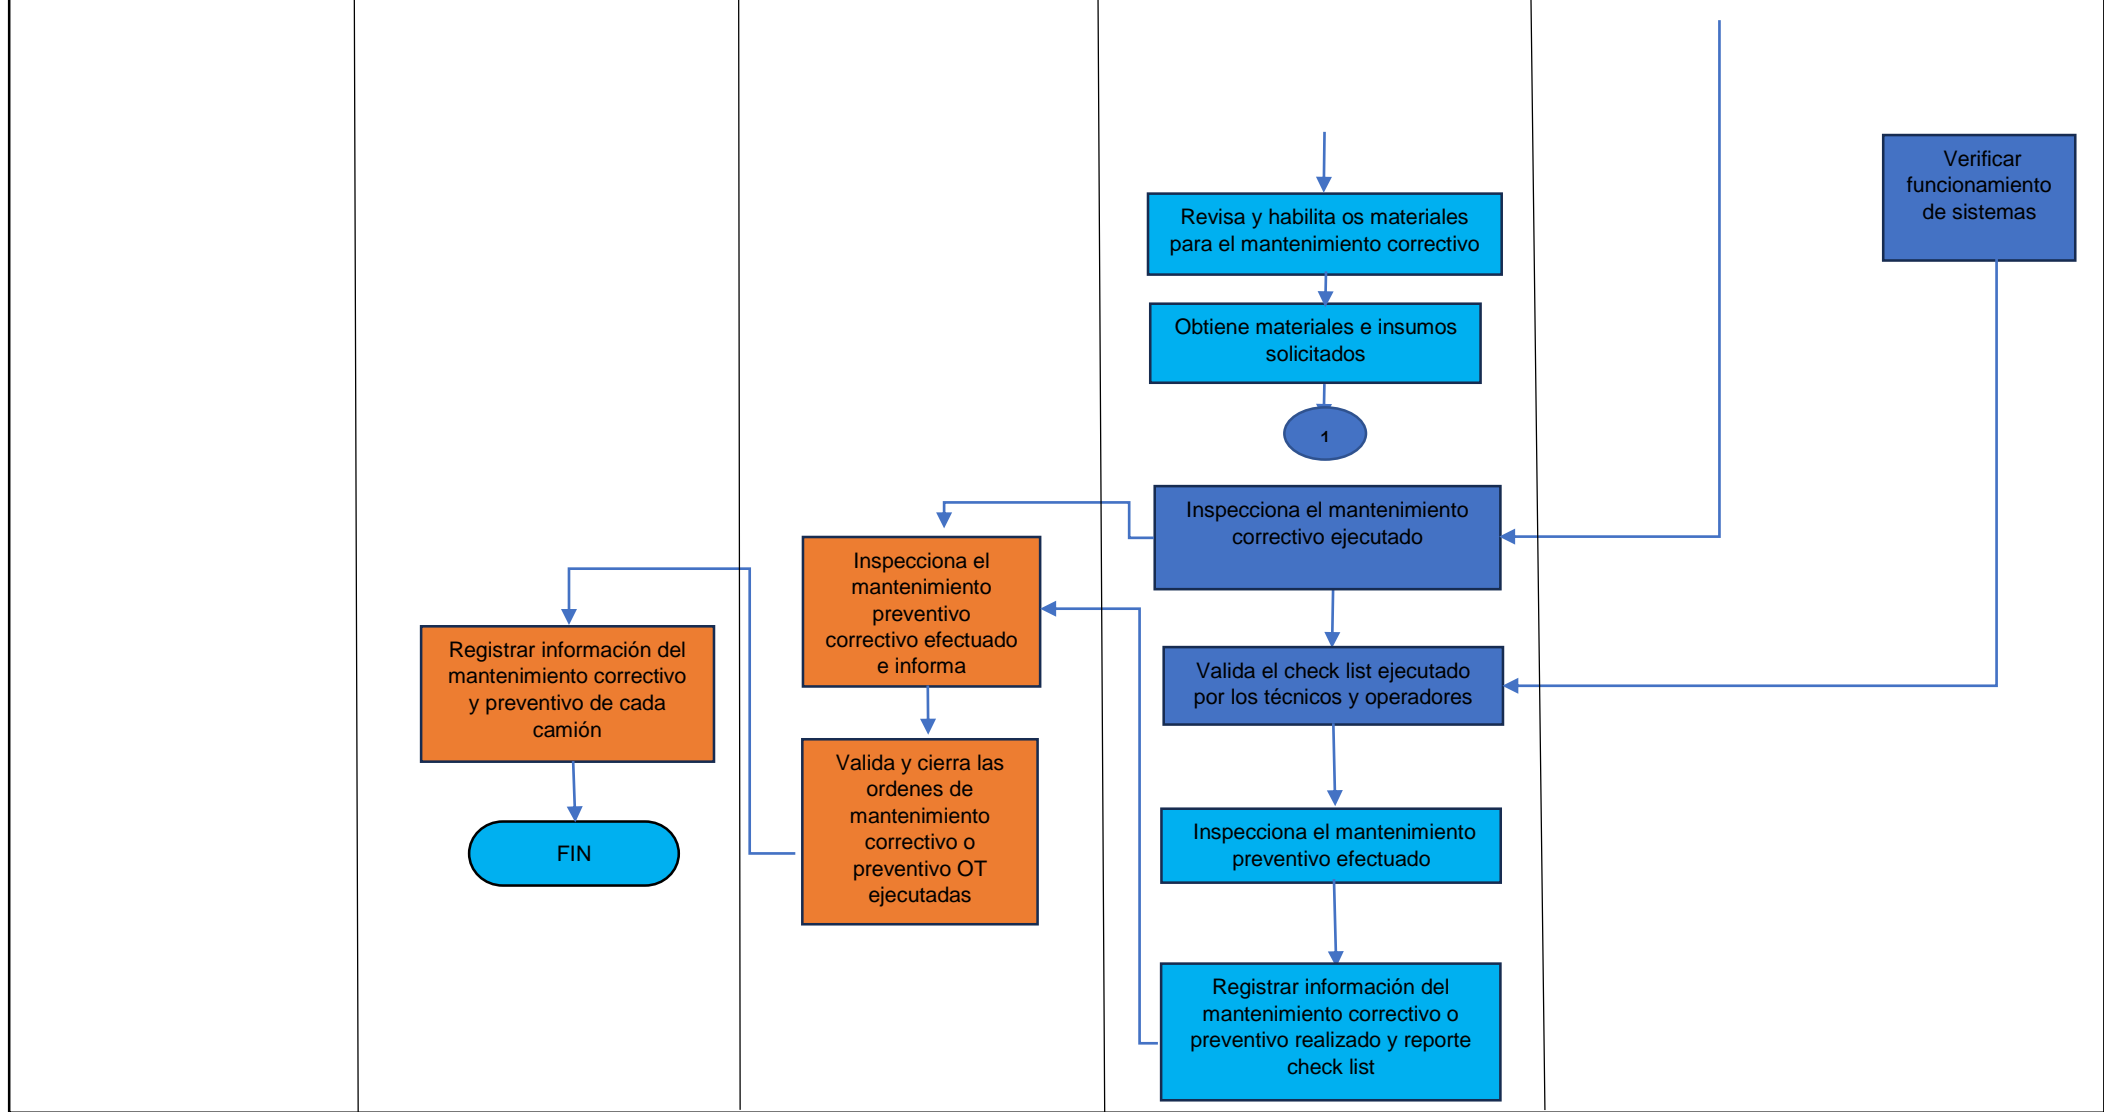 Verificar
funcionamiento
de sistemas
Revisa y habilita os materiales
para el mantenimiento correctivo
Obtiene materiales e insumos
solicitados
1
Inspecciona el mantenimiento
correctivo ejecutado
Inspecciona el
mantenimiento
preventivo
correctivo efectuado
e informa
Registrar información del
mantenimiento correctivo
y preventivo de cada
camión
Valida el check list ejecutado
por los técnicos y operadores
Valida y cierra las
ordenes de
mantenimiento
correctivo o
preventivo OT
ejecutadas
FIN
Inspecciona el mantenimiento
preventivo efectuado
Registrar información del
mantenimiento correctivo o
preventivo realizado y reporte
check list